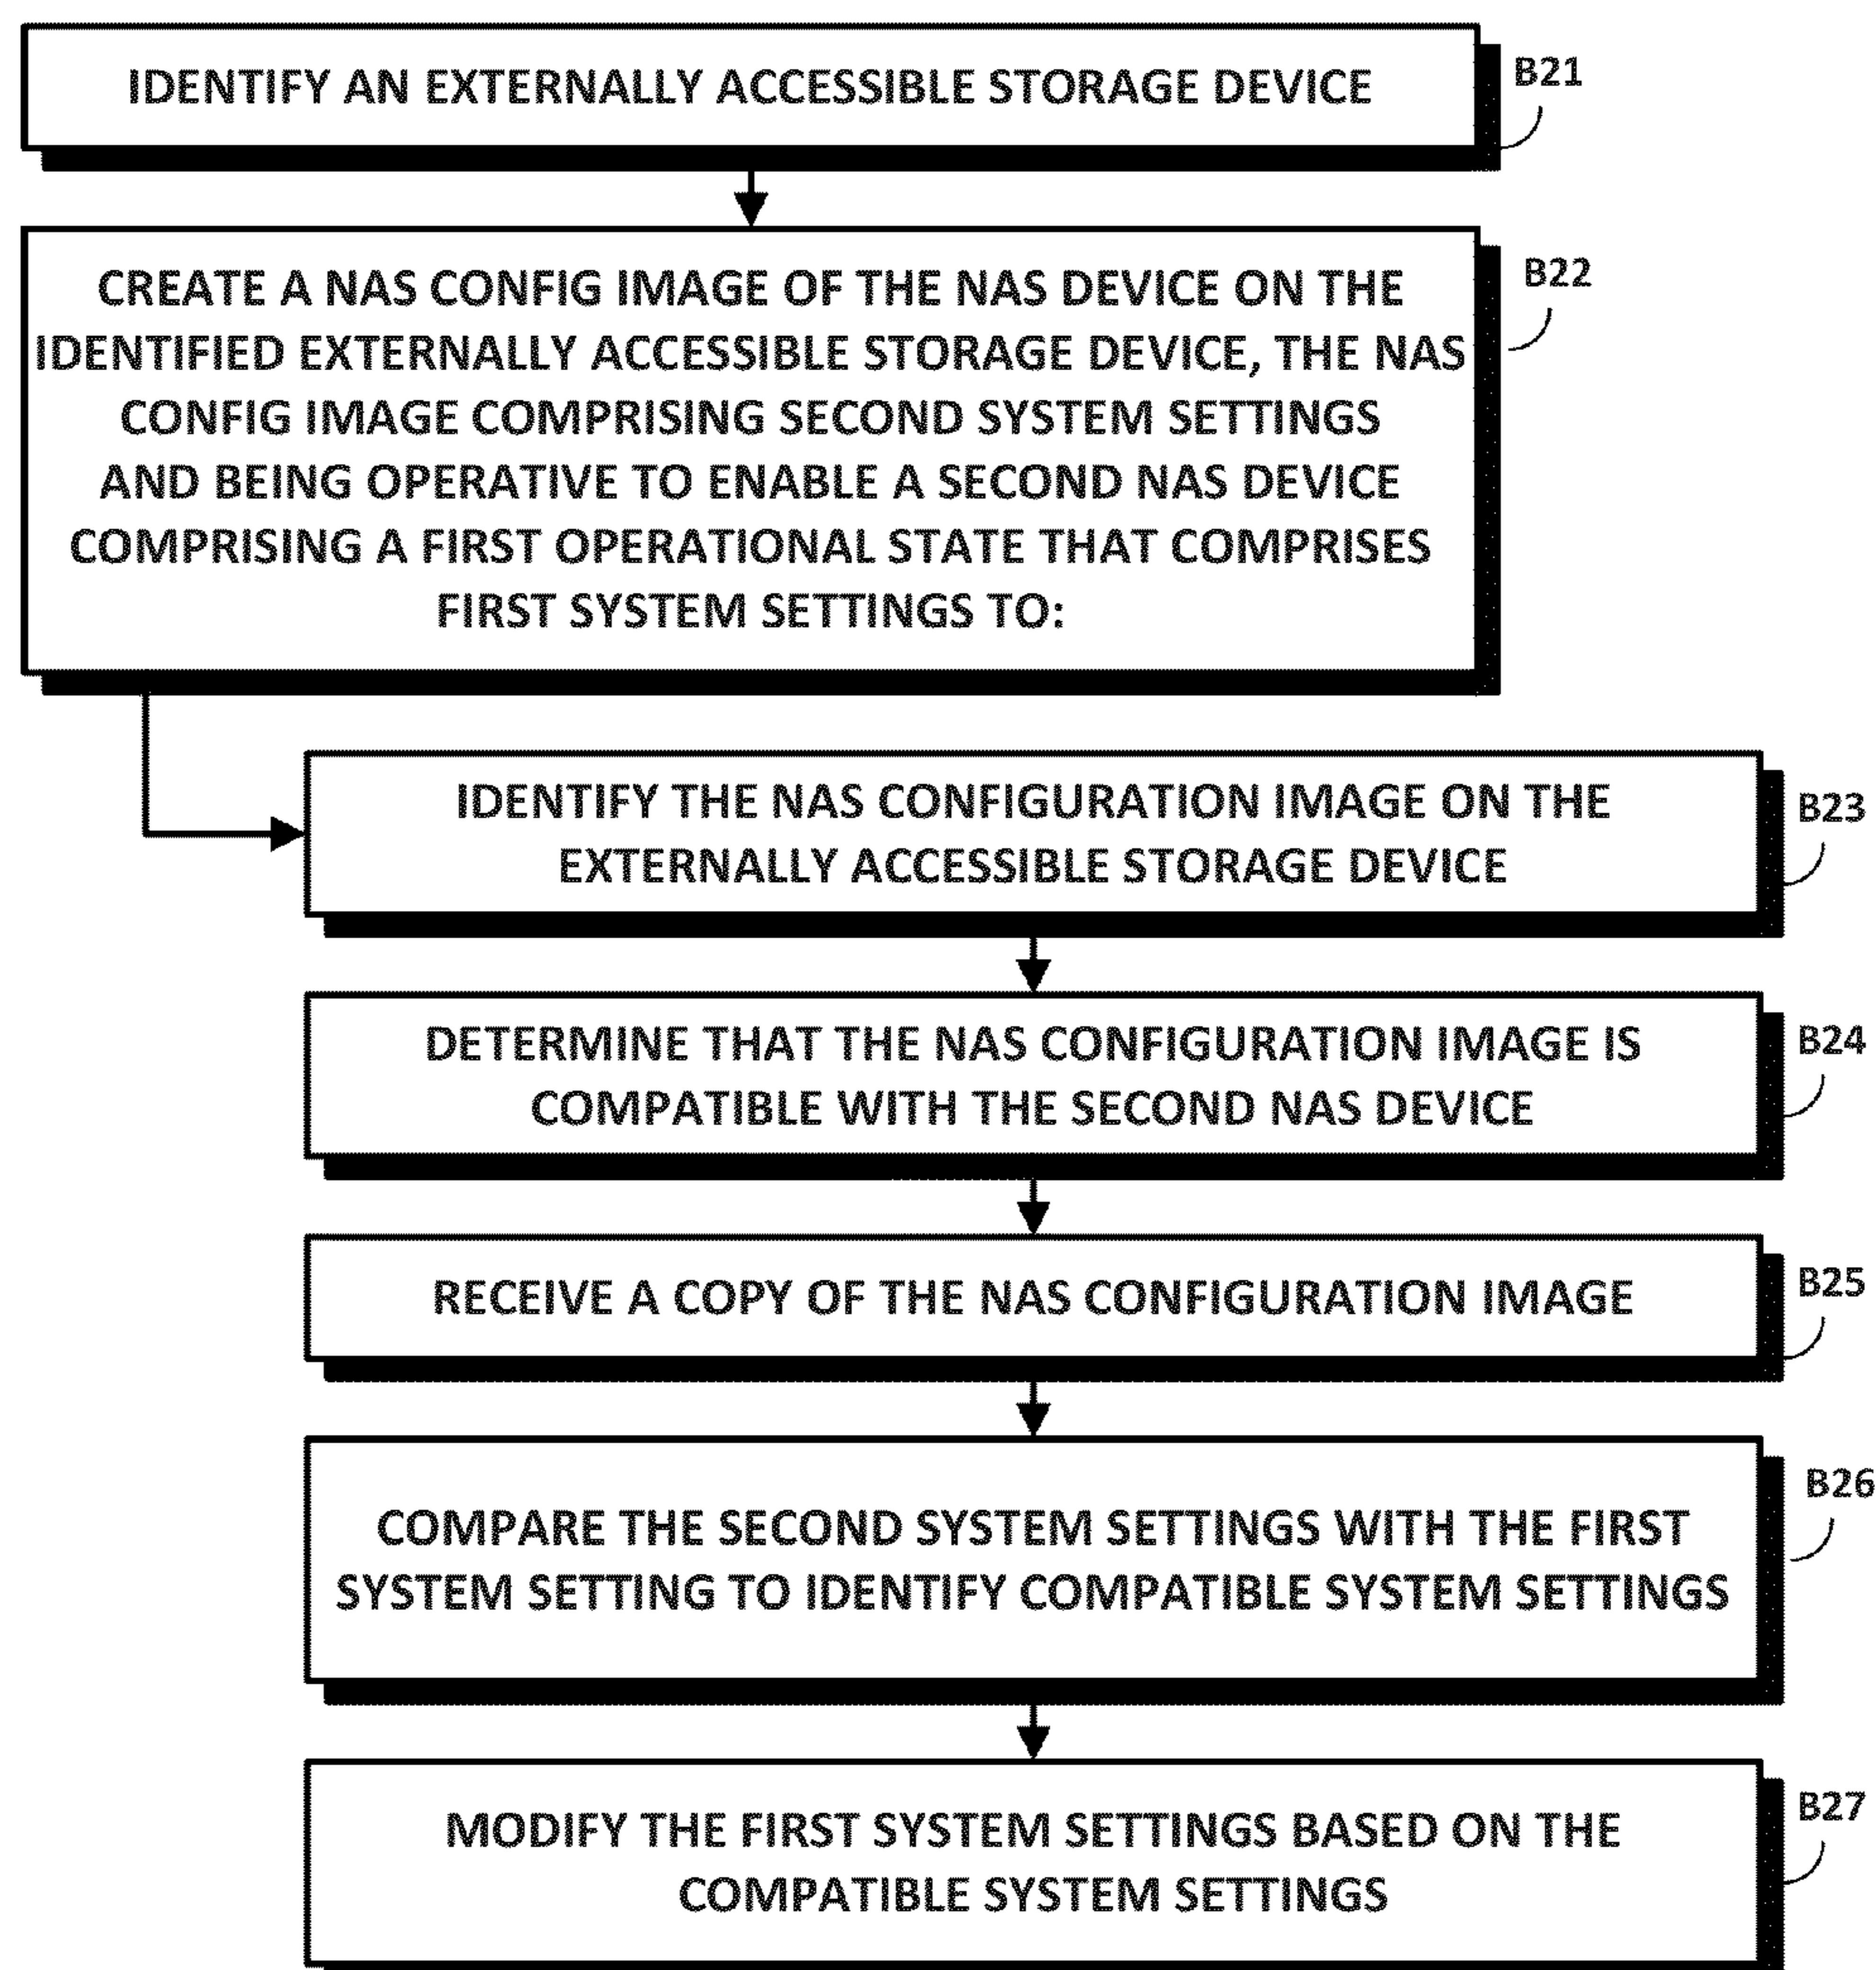 IDENTIFY AN EXTERNALLY ACCESSIBLE STORAGE DEVICE
B21
CREATE A NAS CONFIG IMAGE OF THE NAS DEVICE ON THE
IDENTIFIED EXTERNALLY ACCESSIBLE STORAGE DEVICE, THE NAS
CONFIG IMAGE COMPRISING SECOND SYSTEM SETTINGS
AND BEING OPERATIVE TO ENABLE A SECOND NAS DEVICE
COMPRISING A FIRST OPERATIONAL STATE THAT COMPRISES
FIRST SYSTEM SETTINGS TO:
B22
IDENTIFY THE NAS CONFIGURATION IMAGE ON THE
EXTERNALLY ACCESSIBLE STORAGE DEVICE
B23
DETERMINE THAT THE NAS CONFIGURATION IMAGE IS
COMPATIBLE WITH THE SECOND NAS DEVICE
B24
RECEIVE A COPY OF THE NAS CONFIGURATION IMAGE
B25
COMPARE THE SECOND SYSTEM SETTINGS WITH THE FIRST
SYSTEM SETTING TO IDENTIFY COMPATIBLE SYSTEM SETTINGS
B26
MODIFY THE FIRST SYSTEM SETTINGS BASED ON THE
COMPATIBLE SYSTEM SETTINGS
B27